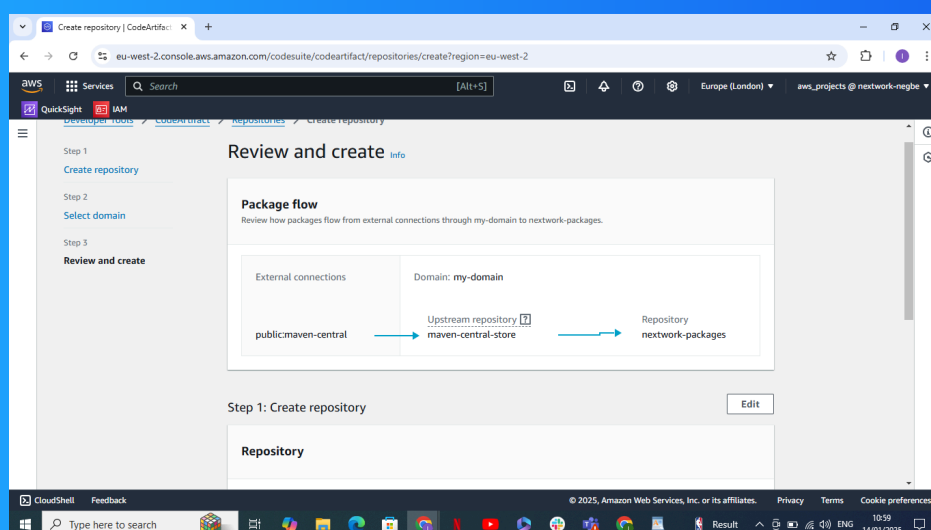 Create repository | CodeArtifact
eu-west-2.console.aws.amazon.com/codesuite/codeartifact/repositories/create?region=eu-west-2
aws Services Search [Alt+S] Europe (London) aws_projects @ nextwork-negbe
QuickSight IAM
Developer Tools CodeArtifact Repositories Create repository
Step 1
Create repository
Step 2
Select domain
Step 3
Review and create
Review and create Info
Package flow
Review how packages flow from external connections through my-domain to nextwork-packages.
External connections Domain: my-domain
Upstream repository ? Repository
public:maven-central maven-central-store nextwork-packages
Step 1: Create repository Edit
Repository
CloudShell Feedback © 2025, Amazon Web Services, Inc. or its affiliates. Privacy Terms Cookie preferences
Type here to search Result ENG 10:59
14/01/2025